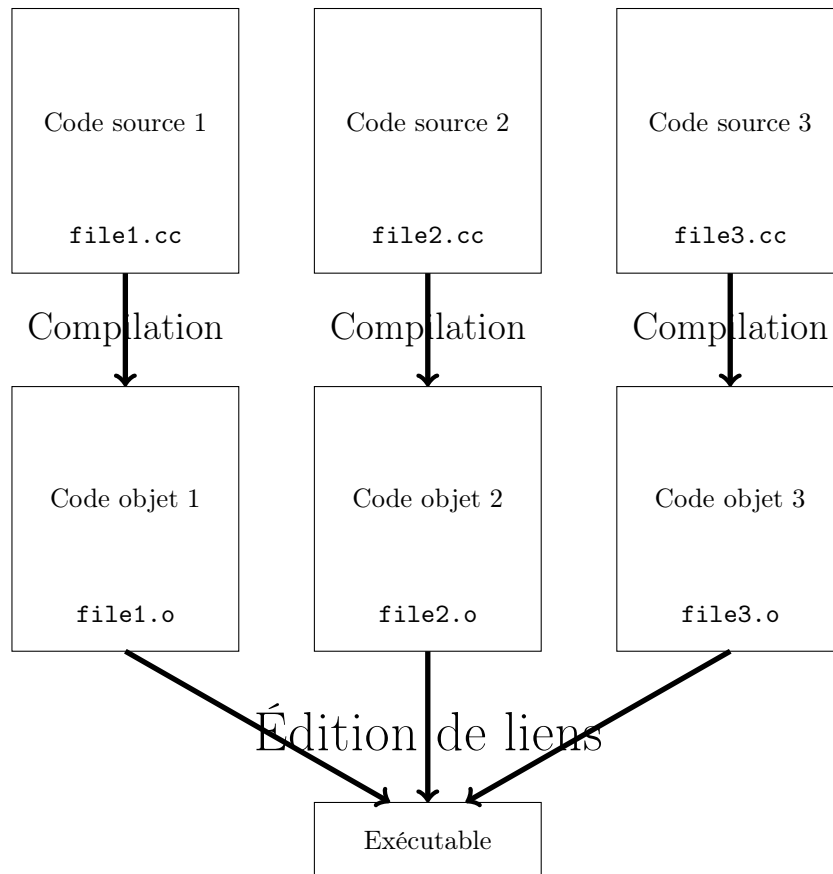 Code source 1
Code source 2
Code source 3
file1.cc
file2.cc
file3.cc
Compilation
Compilation
Compilation
Code objet 1
Code objet 2
Code objet 3
file1.o
file2.o
file3.o
Édition de liens
Exécutable